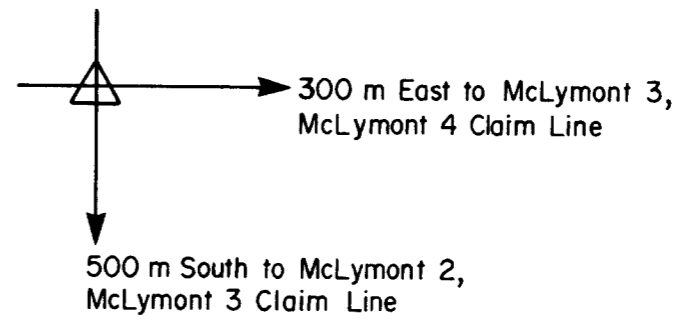 300 m East to McLymont 3,
McLymont 4 Claim Line
500 m South to McLymont 2,
McLymont 3 Claim Line